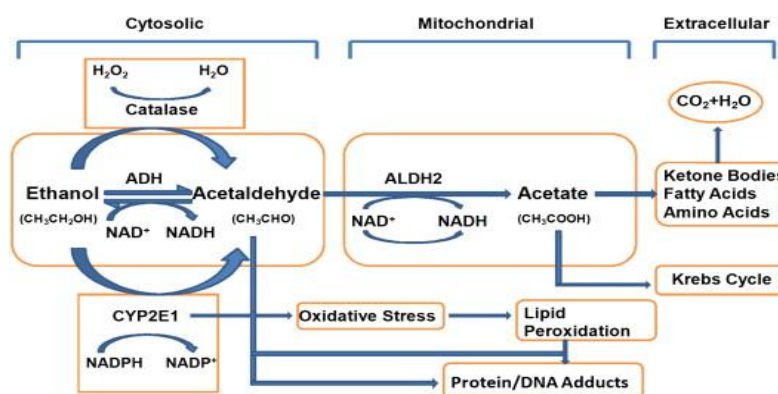 Cytosolic
Mitochondrial
Extracellular
H₂O₂
H₂O
Catalase
CO₂+H₂O
Ethanol
(CH₃CH₂OH)
ADH
NAD⁺
NADH
Acetaldehyde
(CH₃CHO)
ALDH2
NAD⁺
NADH
Acetate
(CH₃COOH)
Ketone Bodies
Fatty Acids
Amino Acids
Krebs Cycle
CYP2E1
NADPH
NADP⁺
Oxidative Stress
Lipid
Peroxidation
Protein/DNA Adducts